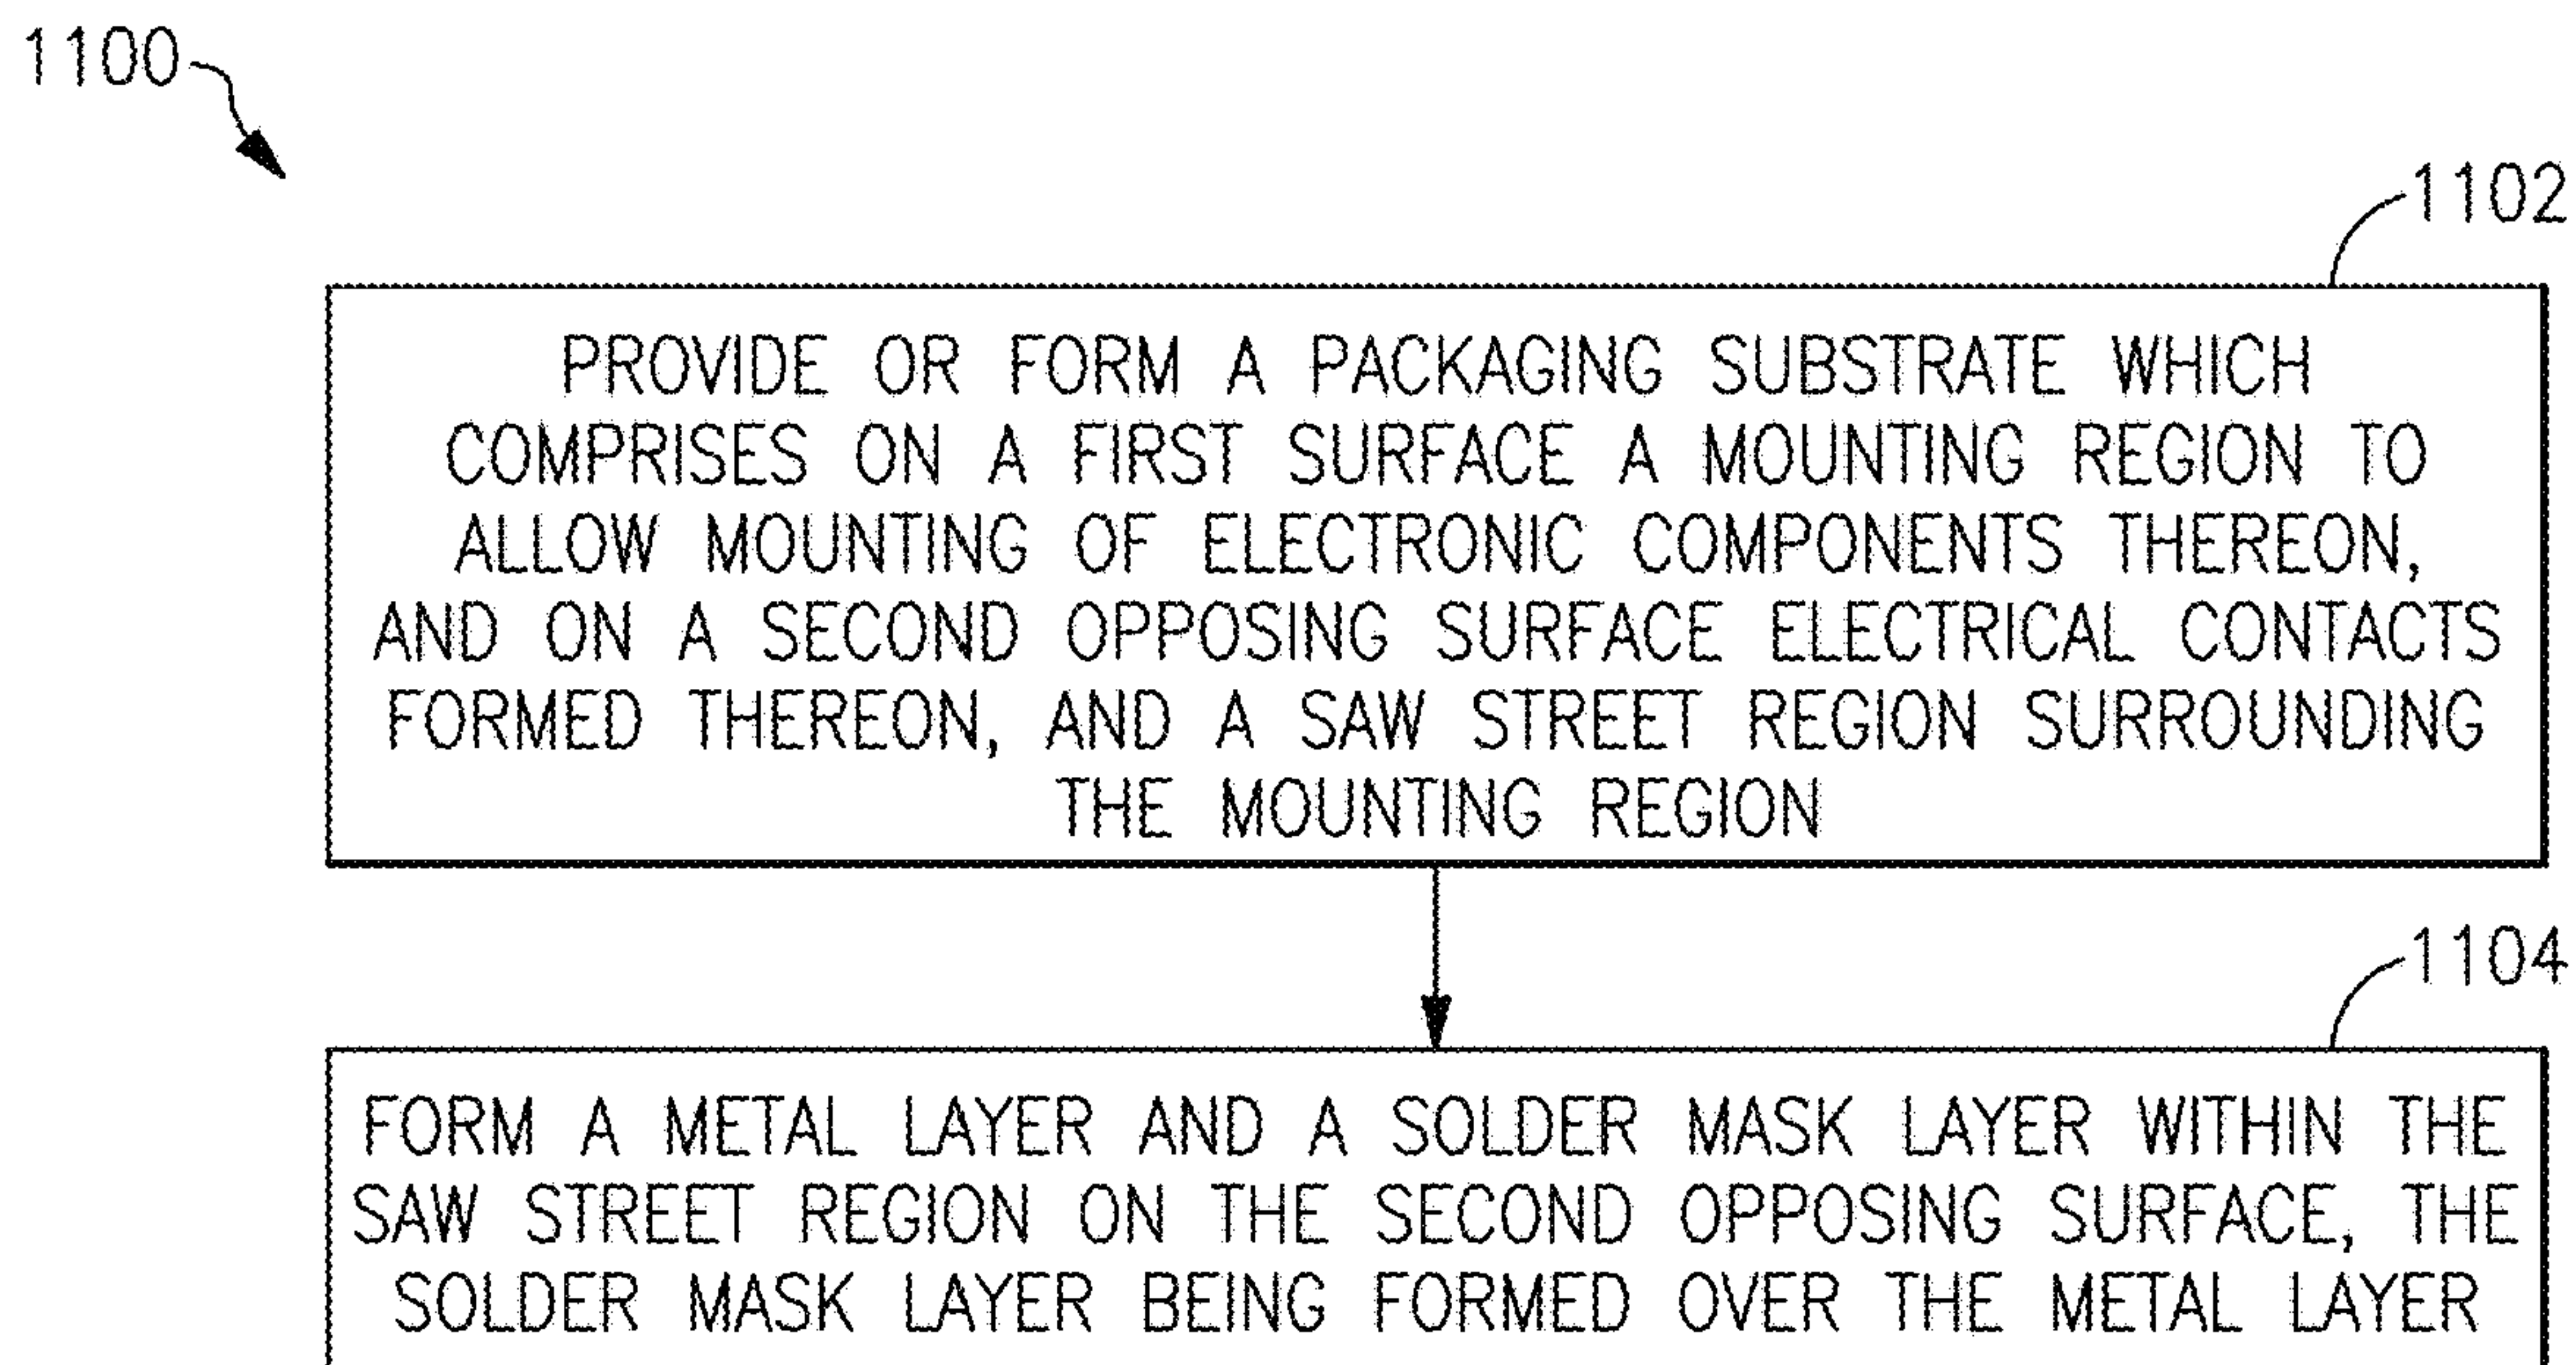 1100
1102
PROVIDE OR FORM A PACKAGING SUBSTRATE WHICH
COMPRISES ON A FIRST SURFACE A MOUNTING REGION TO
ALLOW MOUNTING OF ELECTRONIC COMPONENTS THEREON,
AND ON A SECOND OPPOSING SURFACE ELECTRICAL CONTACTS
FORMED THEREON, AND A SAW STREET REGION SURROUNDING
THE MOUNTING REGION
1104
FORM A METAL LAYER AND A SOLDER MASK LAYER WITHIN THE
SAW STREET REGION ON THE SECOND OPPOSING SURFACE, THE
SOLDER MASK LAYER BEING FORMED OVER THE METAL LAYER